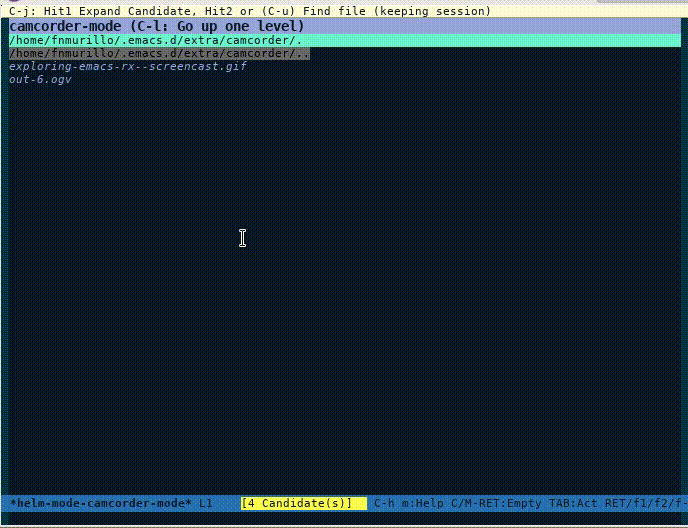 C-j: Hit1 Expand Candidate, Hit2 or (C-u) Find file (keeping session)
camcorder-mode (C-l: Go up one level)
/home/fnmurillo/.emacs.d/extra/camcorder/.
/home/fnmurillo/.emacs.d/extra/camcorder/..
exploring-emacs-rx--screencast.gif
out-6.ogv
*helm-mode-camcorder-mode* L1 [4 Candidate(s)] C-h m:Help C/M-RET:Empty TAB:Act RET/f1/f2/f-